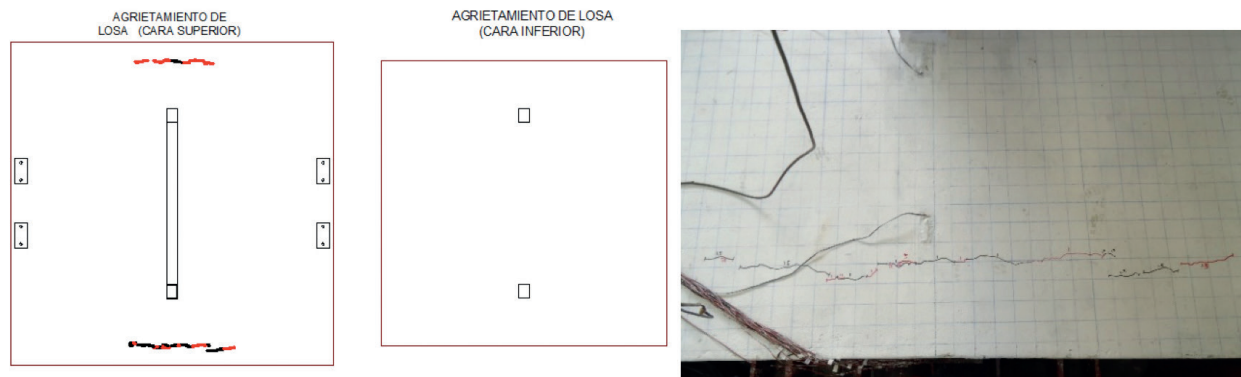 AGRIETAMIENTO DE
LOSA (CARA SUPERIOR)
AGRIETAMIENTO DE LOSA
(CARA INFERIOR)